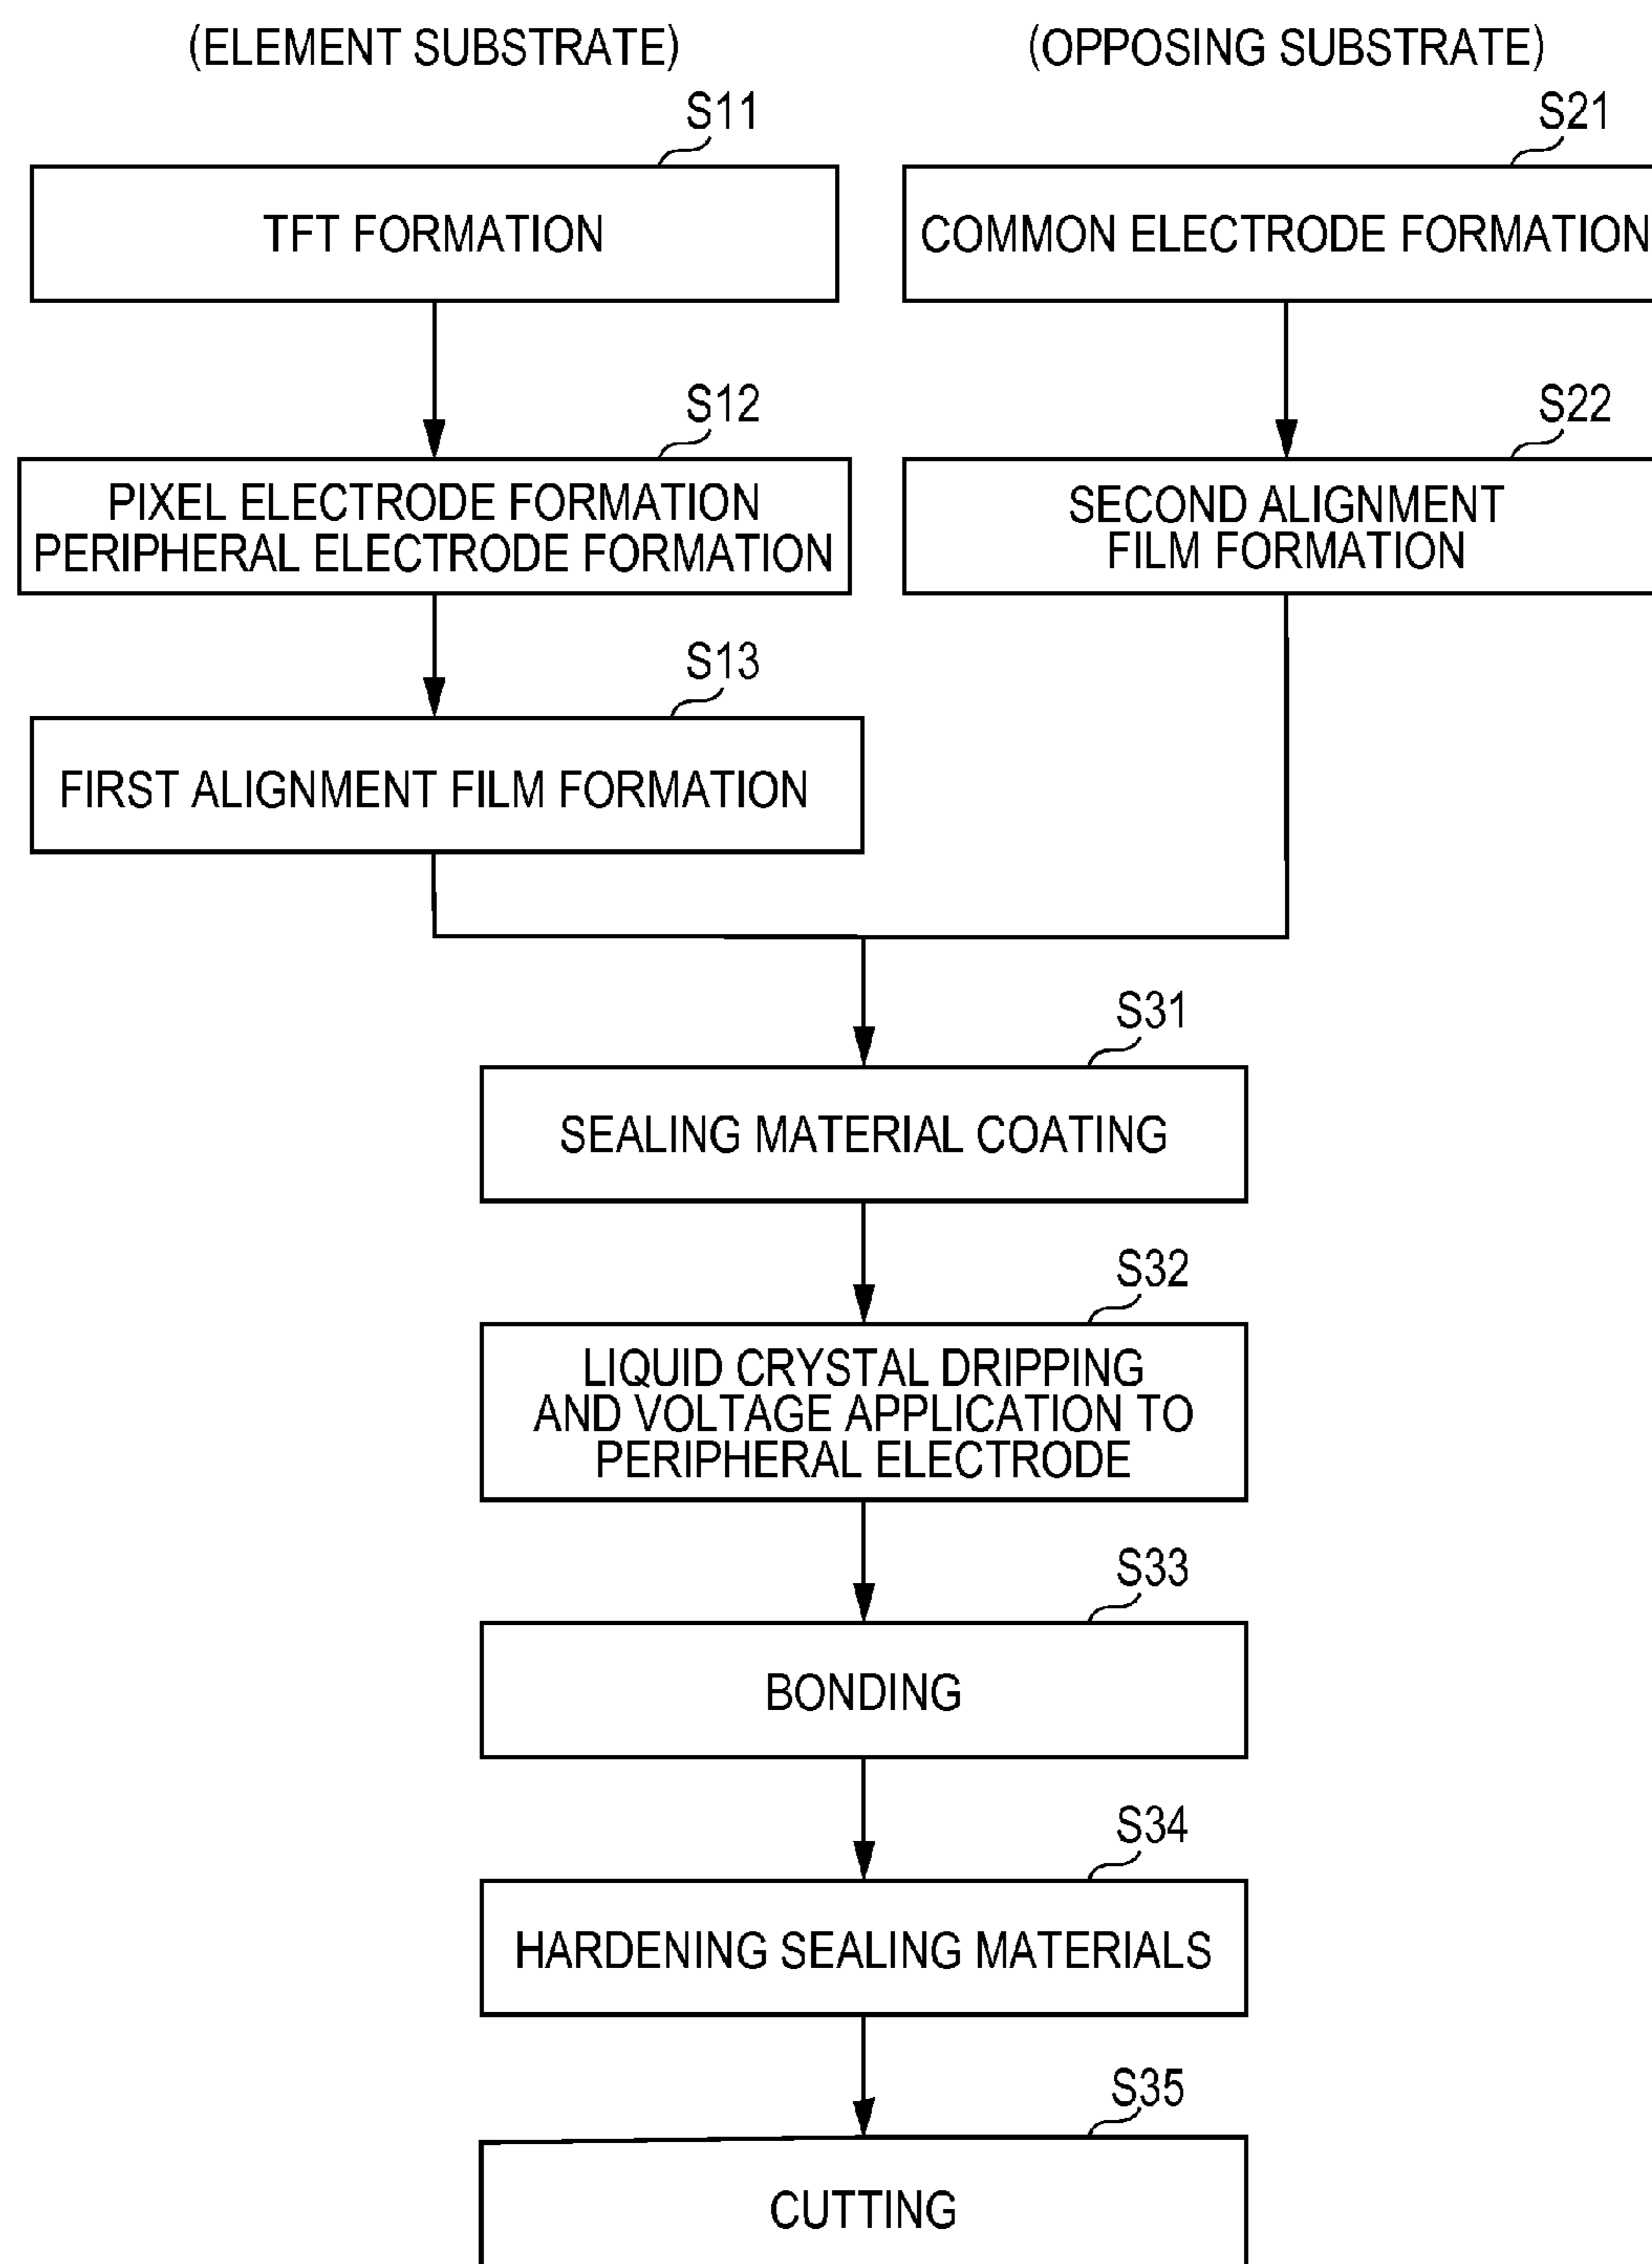 (ELEMENT SUBSTRATE)
(OPPOSING SUBSTRATE)
S11
S21
TFT FORMATION
COMMON ELECTRODE FORMATION
S12
S22
PIXEL ELECTRODE FORMATION
PERIPHERAL ELECTRODE FORMATION
SECOND ALIGNMENT
FILM FORMATION
S13
FIRST ALIGNMENT FILM FORMATION
S31
SEALING MATERIAL COATING
S32
LIQUID CRYSTAL DRIPPING
AND VOLTAGE APPLICATION TO
PERIPHERAL ELECTRODE
S33
BONDING
S34
HARDENING SEALING MATERIALS
S35
CUTTING